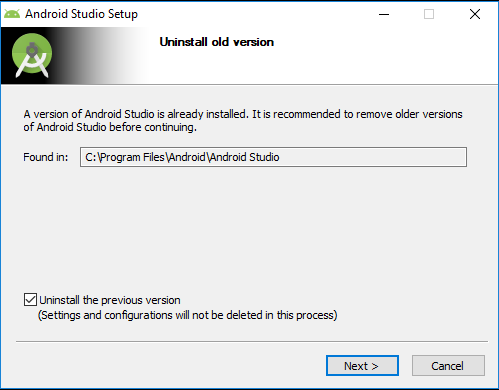 Android Studio Setup
Uninstall old version
A version of Android Studio is already installed. It is recommended to remove older versions
of Android Studio before continuing.
Found in: C:\Program Files\Android\Android Studio
Uninstall the previous version
(Settings and configurations will not be deleted in this process)
Next > Cancel